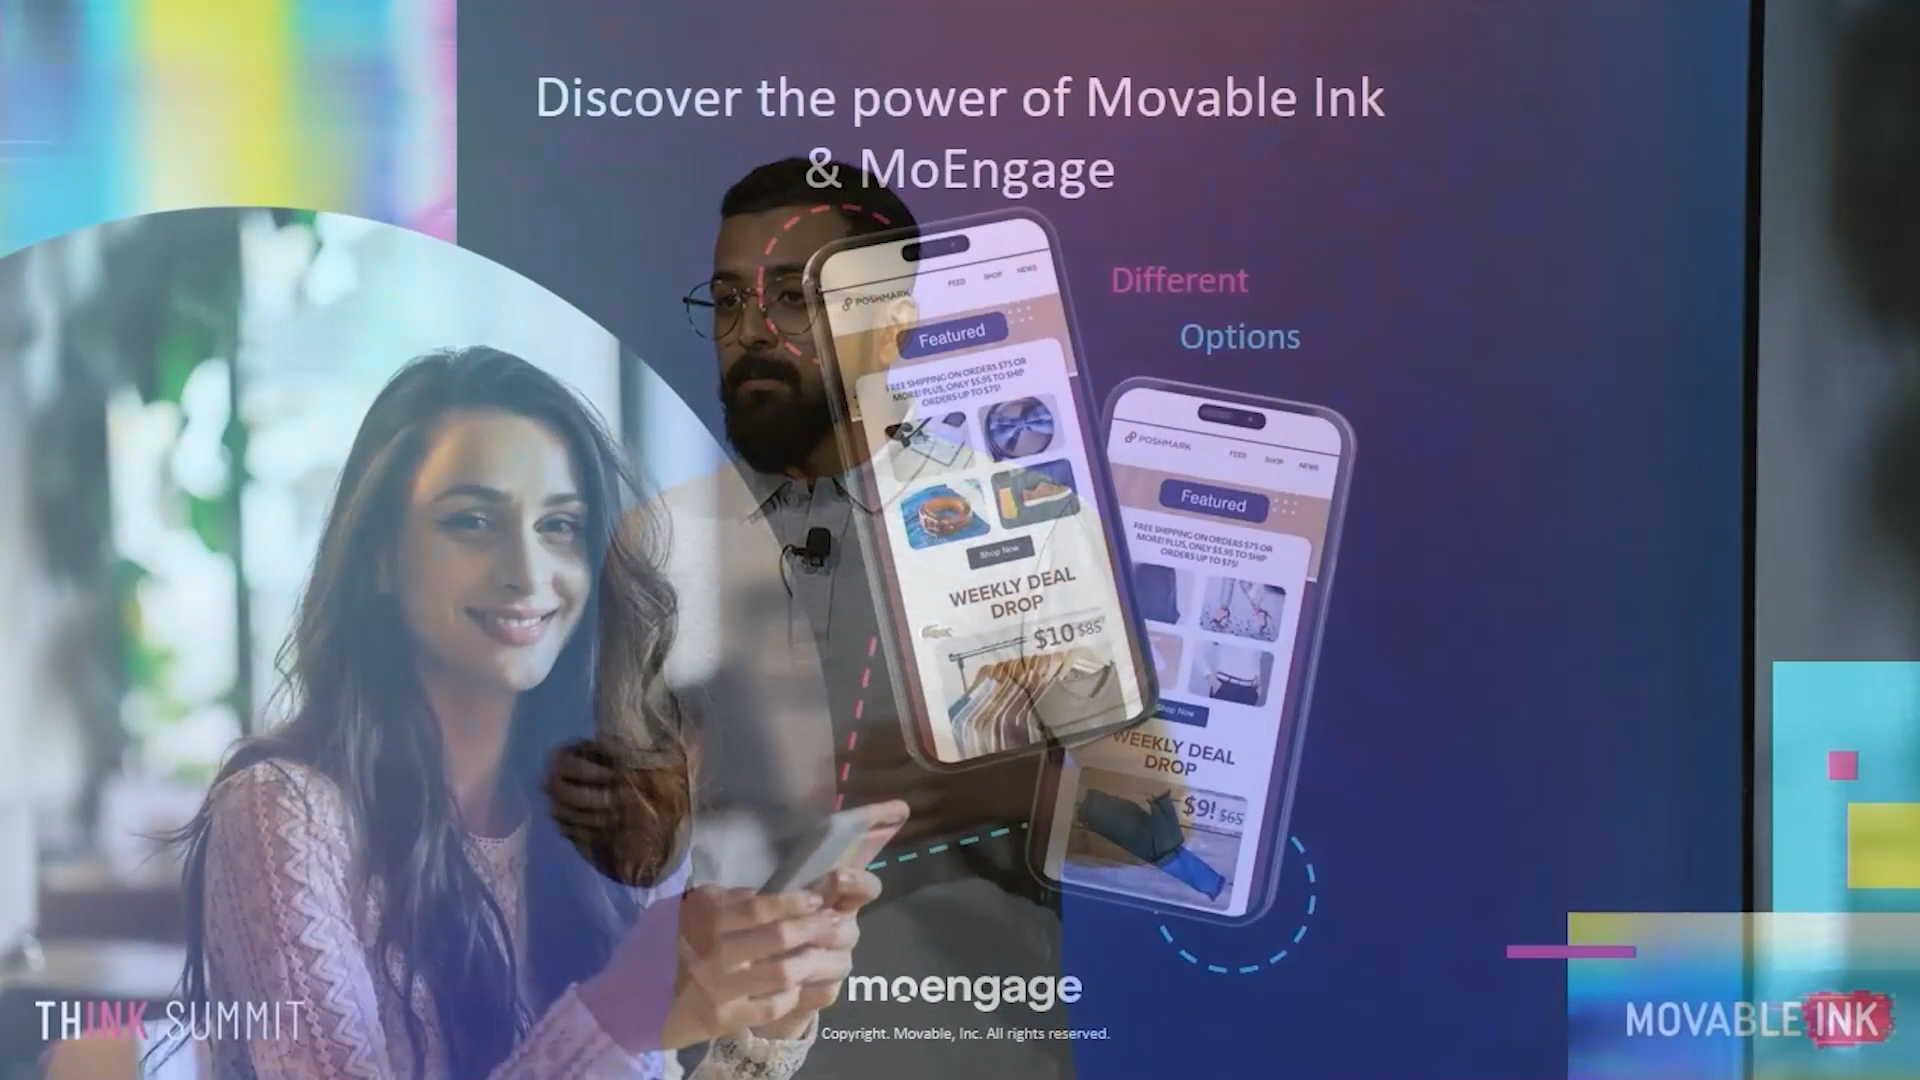 Discover the power of Movable Ink
& MoEngage
Different
Options
POSHMARK
FEED SHOP NEWS
Featured
FREE SHIPPING ON ORDERS $75 OR
MORE! PLUS, ONLY $5.95 TO SHIP
ORDERS UP TO $75!
Shop Now
WEEKLY DEAL
DROP
$10 $85
POSHMARK
FEED SHOP NEWS
Featured
FREE SHIPPING ON ORDERS $75 OR
MORE! PLUS, ONLY $5.95 TO SHIP
ORDERS UP TO $75!
Shop Now
WEEKLY DEAL
DROP
$9! $65
moengage
Copyright. Movable, Inc. All rights reserved.
THINK SUMMIT
MOVABLE INK